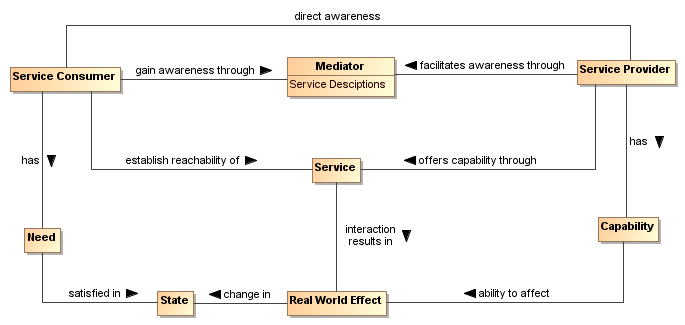 direct awareness
Service Consumer
gain awareness through
Mediator
Service Desciptions
facilitates awareness through
Service Provider
has
establish reachability of
Service
offers capability through
has
Need
interaction
results in
Capability
satisfied in
State
change in
Real World Effect
ability to affect